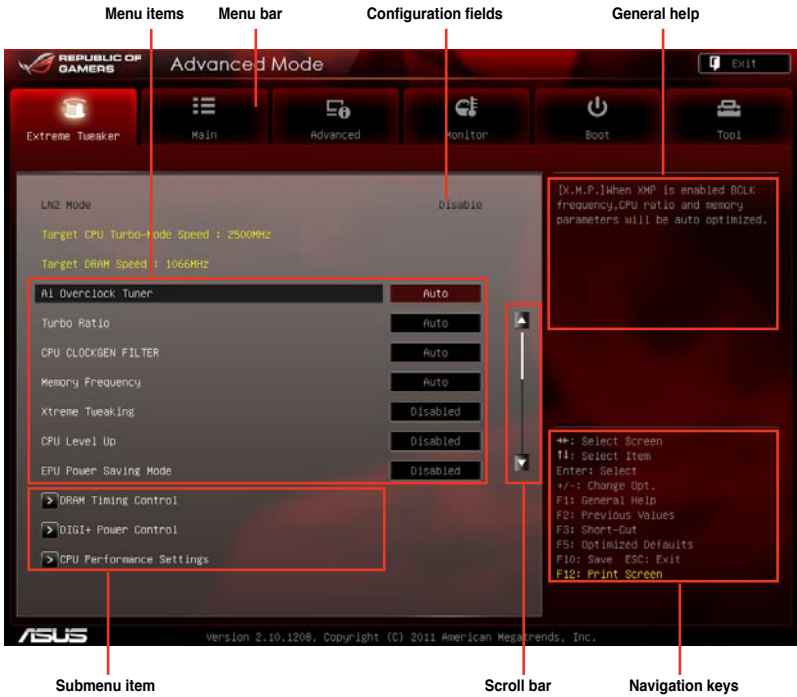 Menu items
Menu bar
Configuration fields
General help
REPUBLIC OF
GAMERS
Advanced Mode
Exit
Extreme Tweaker
Main
Advanced
Monitor
Boot
Tool
LN2 Mode
Disable
Target CPU Turbo-Mode Speed : 2500MHz
Target DRAM Speed : 1066MHz
Ai Overclock Tuner
Auto
Turbo Ratio
Auto
CPU CLOCKGEN FILTER
Auto
Memory Frequency
Auto
Xtreme Tweaking
Disabled
CPU Level Up
Disabled
EPU Power Saving Mode
Disabled
> DRAM Timing Control
> DIGI+ Power Control
> CPU Performance Settings
[X.M.P.]When XMP is enabled BCLK
frequency,CPU ratio and memory
parameters will be auto optimized.
→←: Select Screen
↑↓: Select Item
Enter: Select
+/-: Change Opt.
F1: General Help
F2: Previous Values
F3: Short-Cut
F5: Optimized Defaults
F10: Save  ESC: Exit
F12: Print Screen
ASUS
Version 2.10.1208. Copyright (C) 2011 American Megatrends, Inc.
Submenu item
Scroll bar
Navigation keys